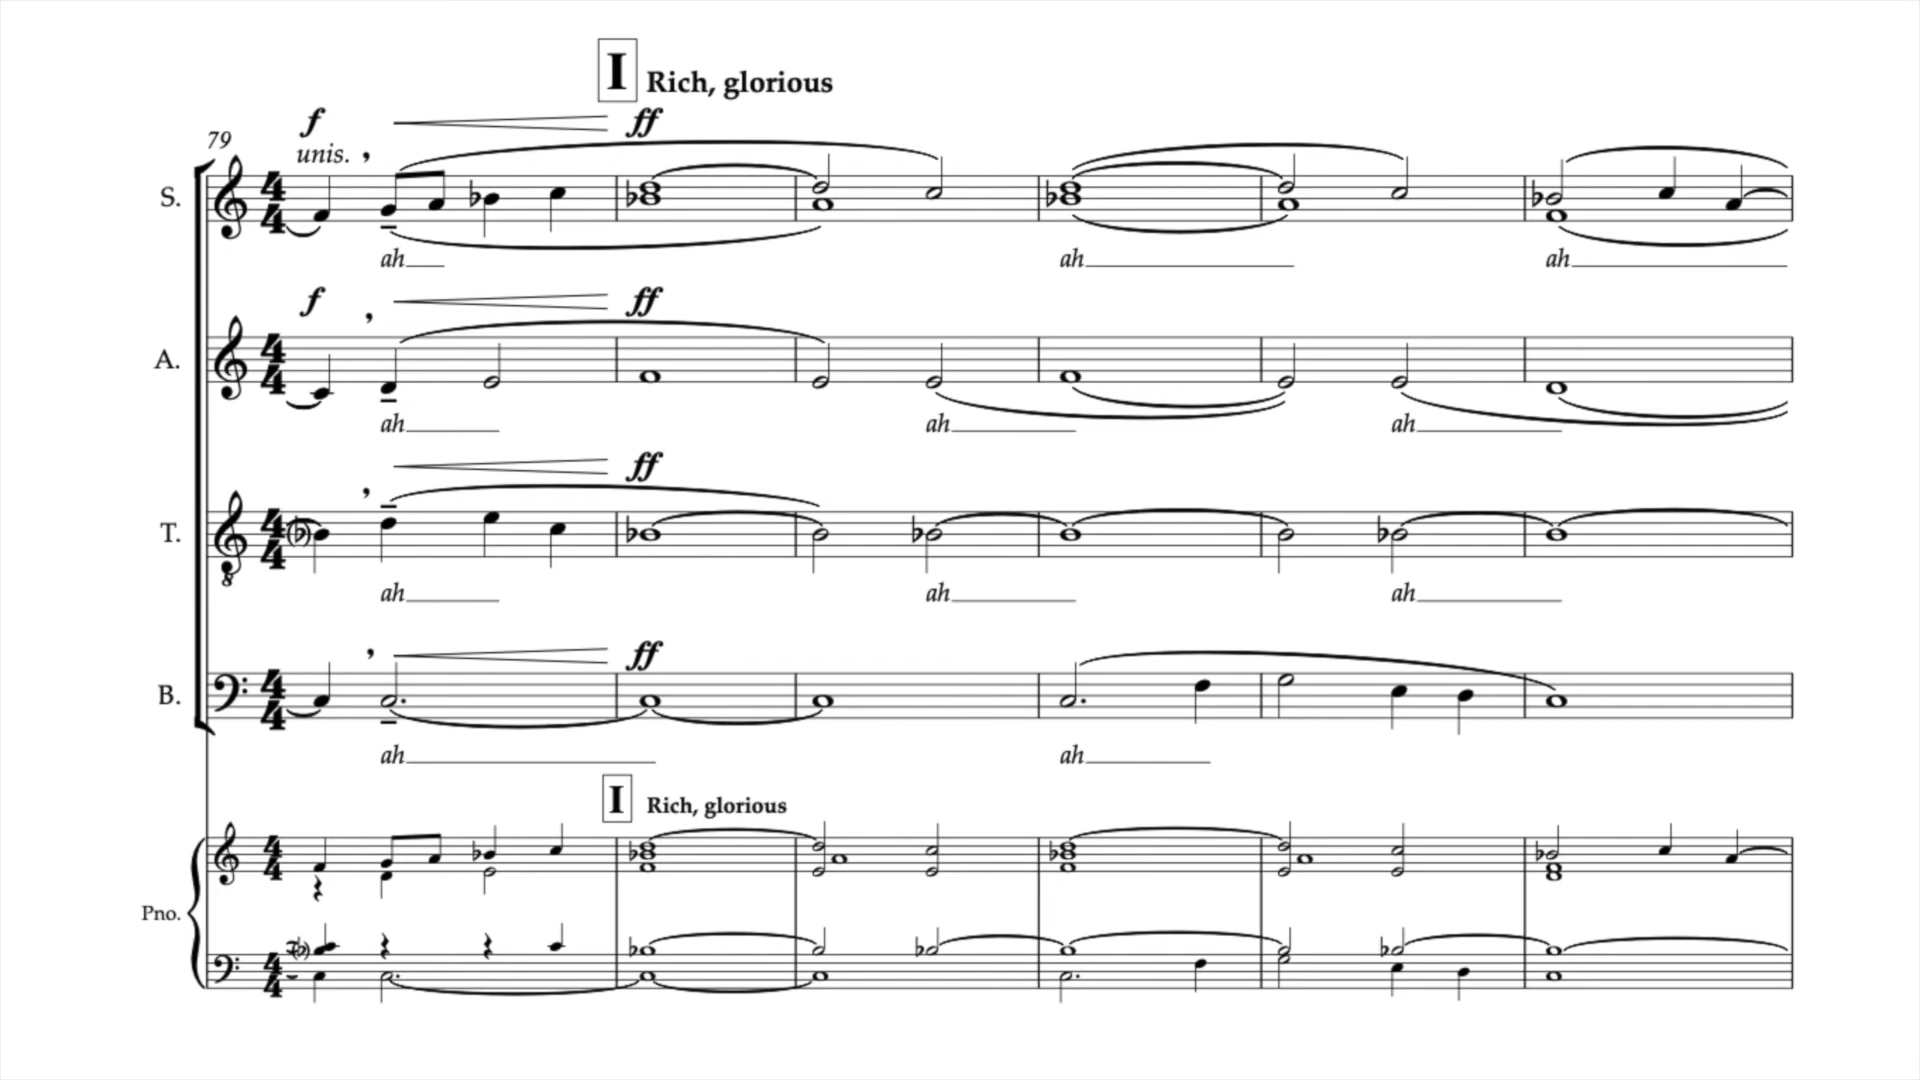 I Rich, glorious
f ff
79 unis.
S.
ah ah ah
f ff
A.
ah ah ah
ff
T.
ah ah ah
ff
B.
ah ah
I Rich, glorious
Pno.